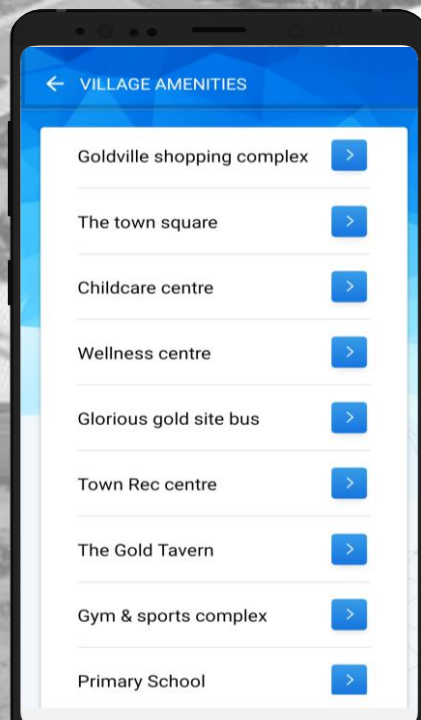 VILLAGE AMENITIES
Goldville shopping complex
The town square
Childcare centre
Wellness centre
Glorious gold site bus
Town Rec centre
The Gold Tavern
Gym & sports complex
Primary School